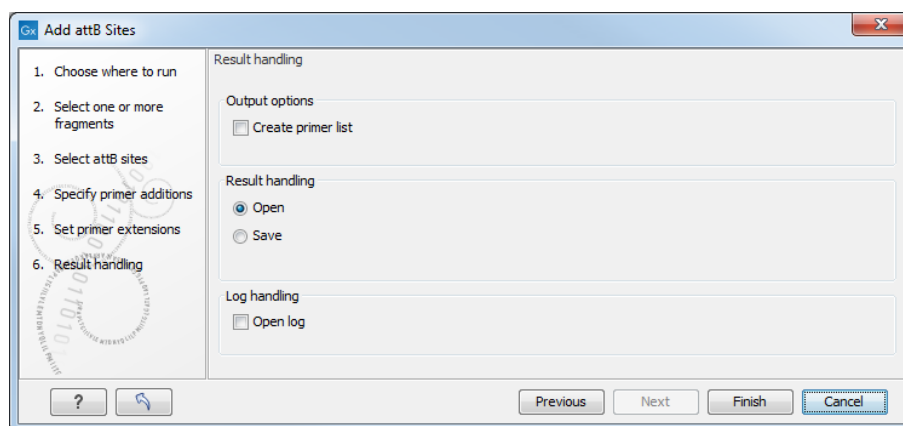 Gx Add attB Sites
1. Choose where to run
2. Select one or more
fragments
3. Select attB sites
4. Specify primer additions
5. Set primer extensions
6. Result handling
Result handling
Output options
Create primer list
Result handling
Open
Save
Log handling
Open log
?
Previous
Next
Finish
Cancel